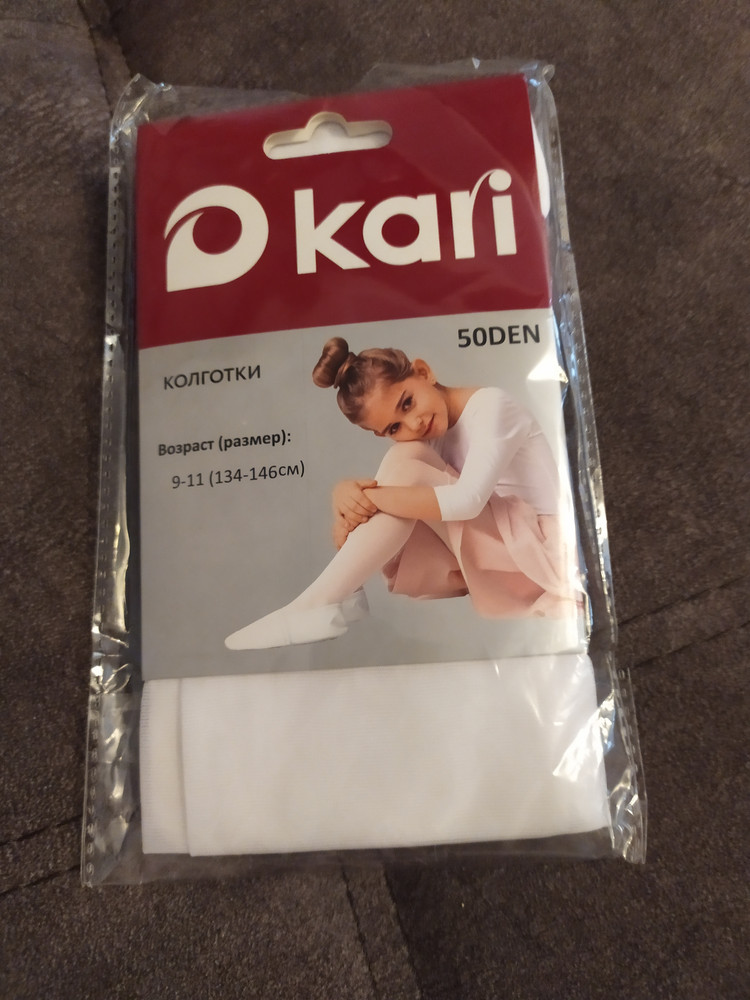 kari
50DEN
КОЛГОТКИ
Возраст (размер):
9-11 (134-146см)